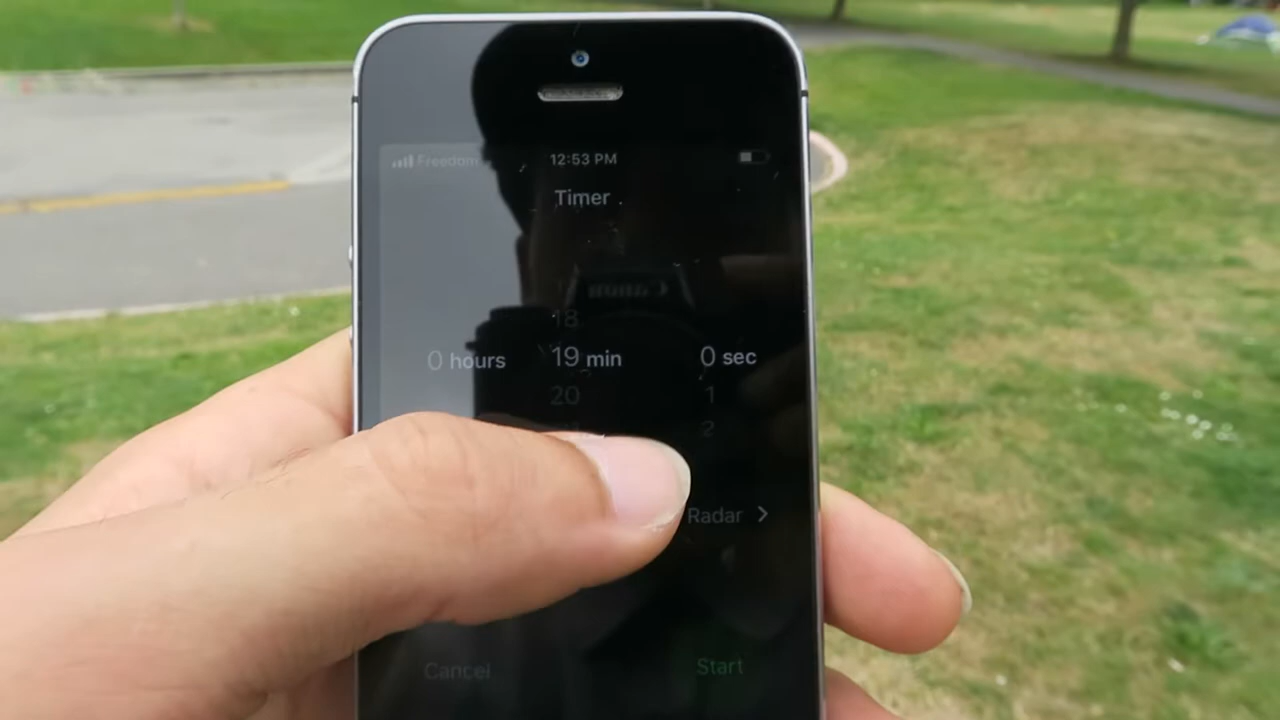 Freedom 12:53 PM
Timer
18
0 hours 19 min 0 sec
20 1
2
Radar >
Cancel Start